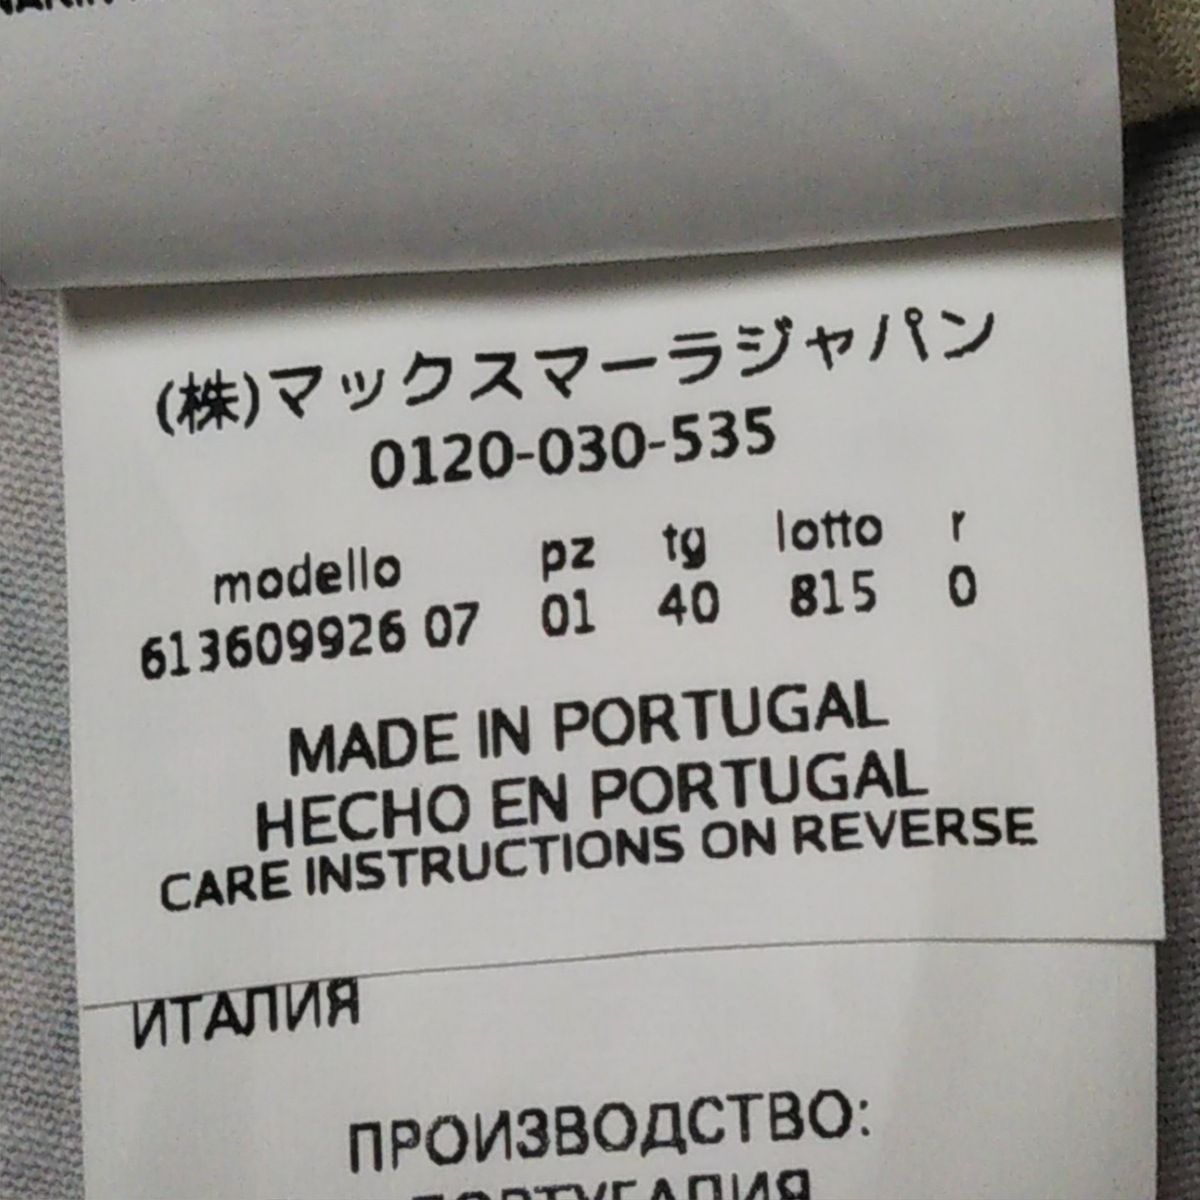 (株)マックスマーラジャパン
0120-030-535
modello pz tg lotto r
613609926 07 01 40 815 0
MADE IN PORTUGAL
HECHO EN PORTUGAL
CARE INSTRUCTIONS ON REVERSE
ИТАЛИЯ
ПРОИЗВОДСТВО:
ПОРТУГАЛИЯ